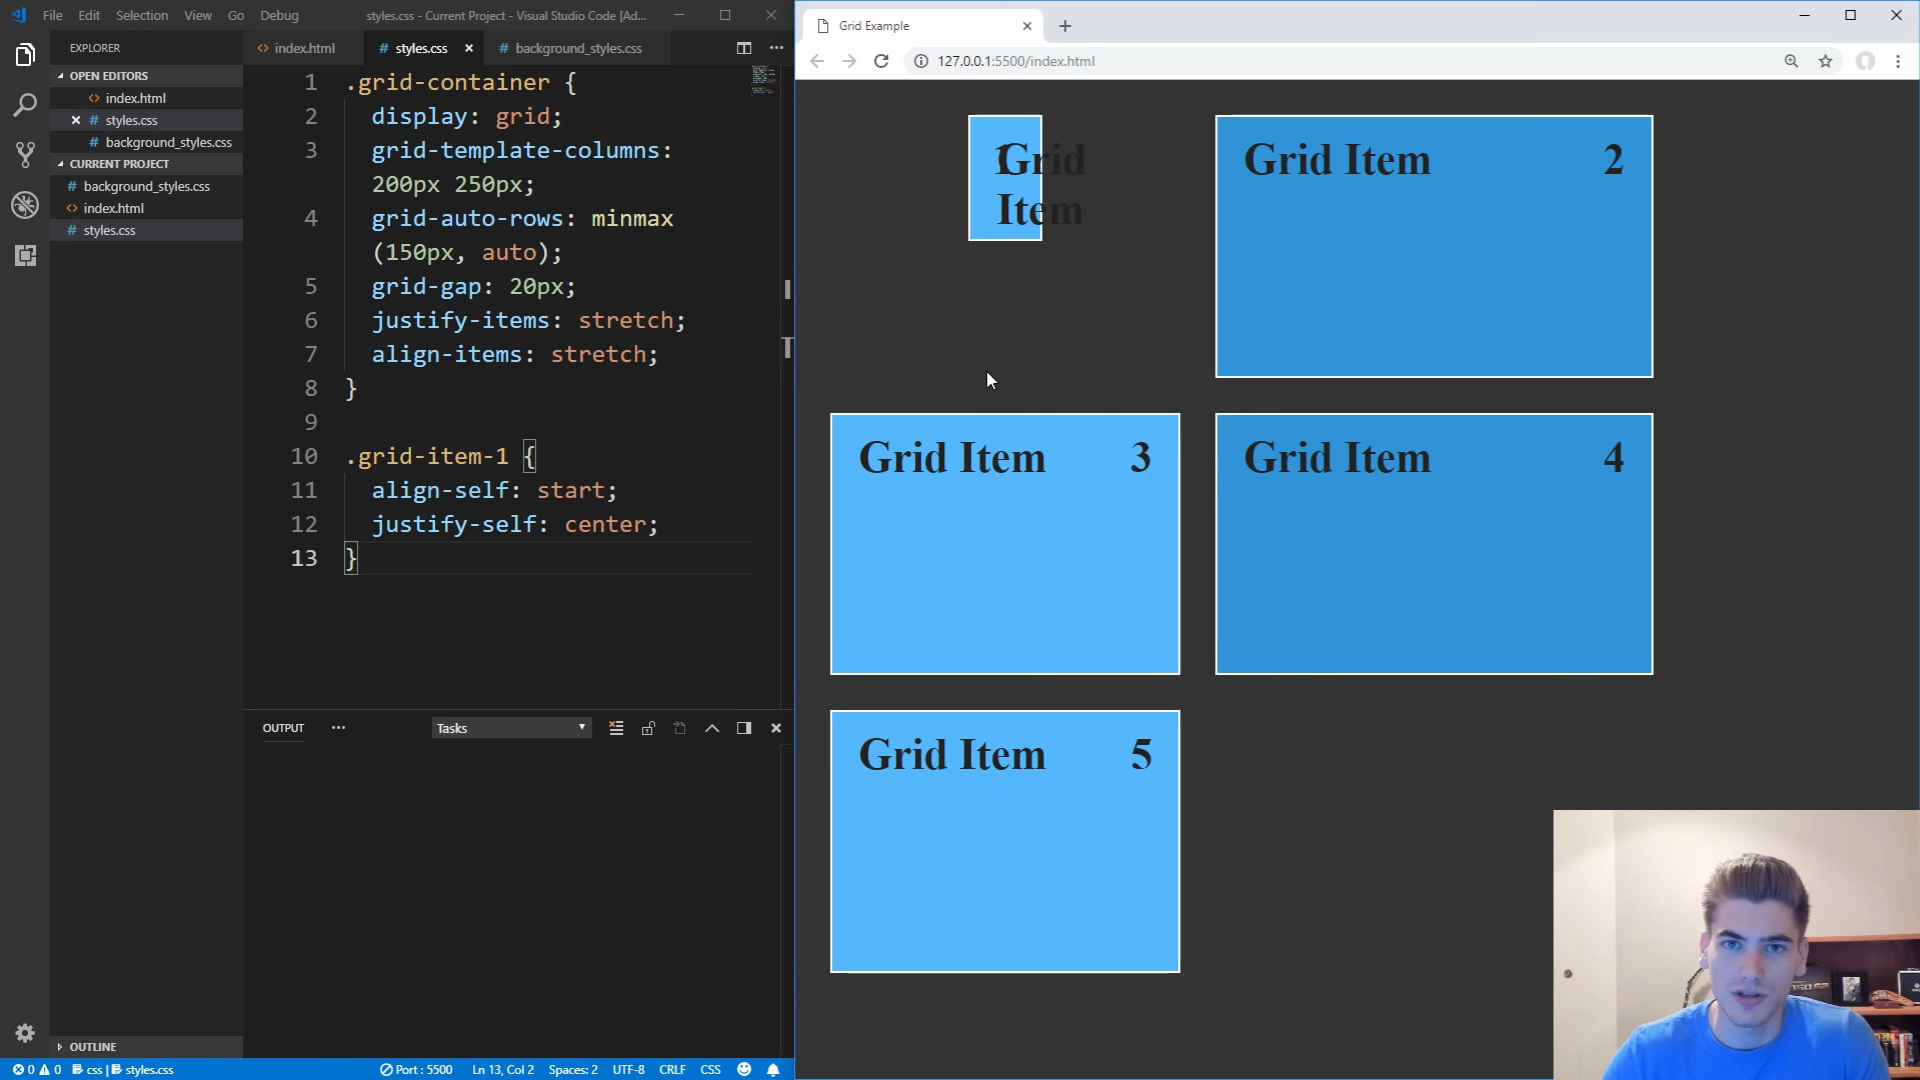 File Edit Selection View Go Debug
styles.css - Current Project - Visual Studio Code [Ad...
EXPLORER
OPEN EDITORS
index.html
styles.css
background_styles.css
CURRENT PROJECT
background_styles.css
index.html
styles.css
OUTLINE
index.html
styles.css
background_styles.css
1 .grid-container {
2 display: grid;
3 grid-template-columns:
200px 250px;
4 grid-auto-rows: minmax
(150px, auto);
5 grid-gap: 20px;
6 justify-items: stretch;
7 align-items: stretch;
8 }
9
10 .grid-item-1 {
11 align-self: start;
12 justify-self: center;
13 }
OUTPUT
Tasks
0 0 css | styles.css
Port : 5500 Ln 13, Col 2 Spaces: 2 UTF-8 CRLF CSS
Grid Example
127.0.0.1:5500/index.html
1
Grid
Item
Grid Item 2
Grid Item 3
Grid Item 4
Grid Item 5